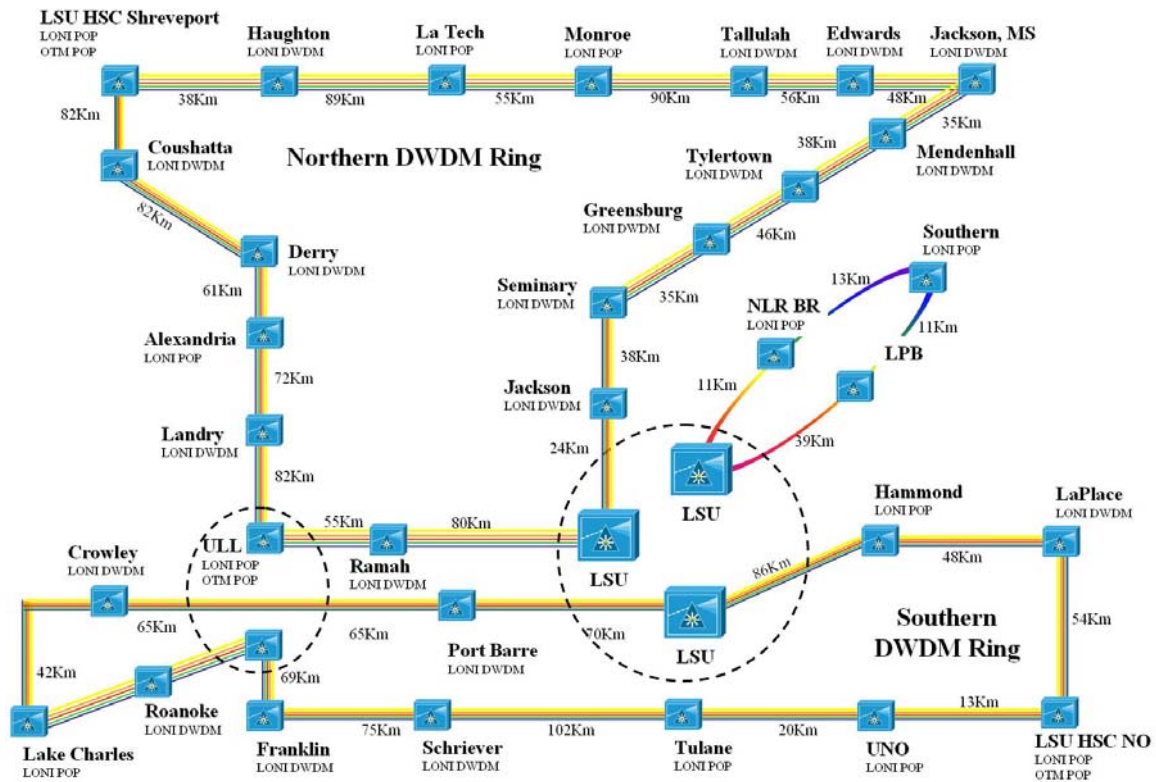 LSU HSC Shreveport
LONI POP
OTM POP
Haughton
LONI DWDM
La Tech
LONI POP
Monroe
LONI POP
Tallulah
LONI DWDM
Edwards
LONI DWDM
Jackson, MS
LONI DWDM
38Km
89Km
55Km
90Km
56Km
48Km
82Km
35Km
Coushatta
LONI DWDM
Northern DWDM Ring
38Km
Mendenhall
LONI DWDM
Tylertown
LONI DWDM
82Km
46Km
Greensburg
LONI DWDM
Derry
LONI DWDM
35Km
Southern
LONI POP
61Km
Seminary
LONI DWDM
13Km
NLR BR
LONI POP
11Km
Alexandria
LONI POP
38Km
LPB
72Km
Jackson
LONI DWDM
11Km
Landry
LONI DWDM
24Km
39Km
82Km
LSU
Hammond
LONI POP
LaPlace
LONI DWDM
55Km
80Km
ULL
LONI POP
OTM POP
Ramah
LONI DWDM
LSU
86Km
48Km
Crowley
LONI DWDM
65Km
65Km
70Km
54Km
Southern
DWDM Ring
Port Barre
LONI DWDM
LSU
42Km
69Km
Roanoke
LONI DWDM
75Km
102Km
20Km
13Km
Lake Charles
LONI POP
Franklin
LONI DWDM
Schriever
LONI DWDM
Tulane
LONI POP
UNO
LONI POP
LSU HSC NO
LONI POP
OTM POP